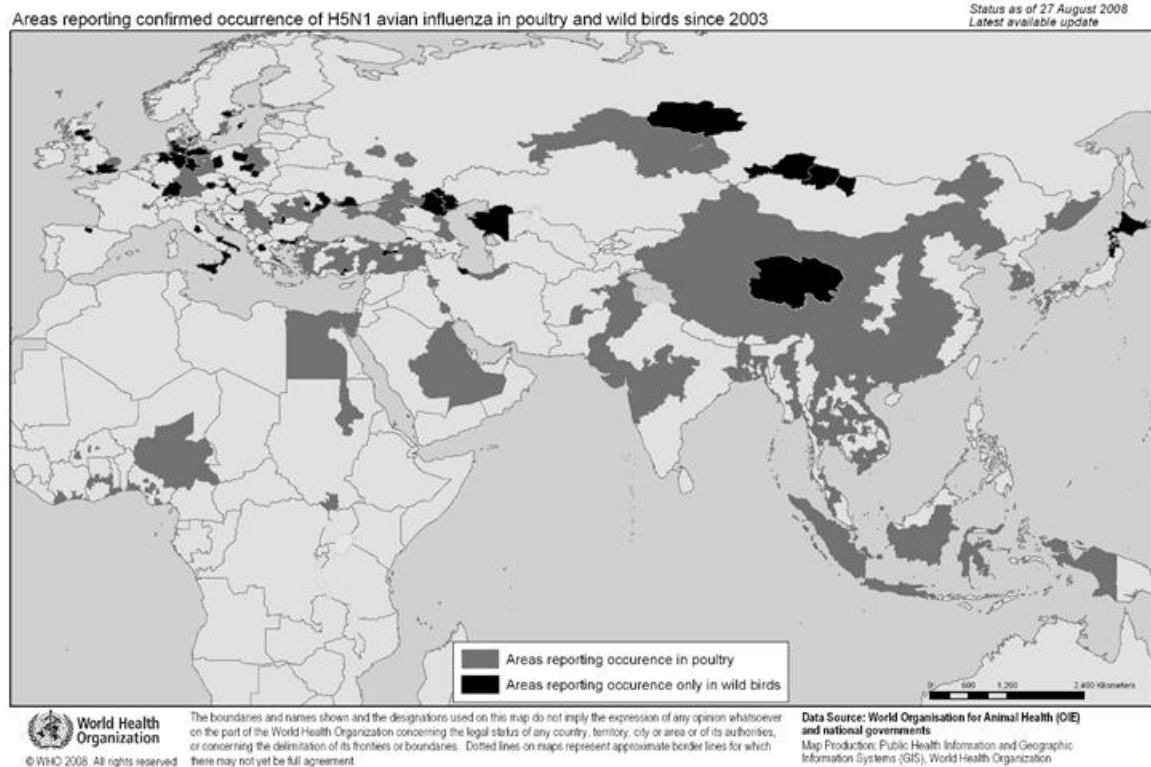 Areas reporting confirmed occurrence of H5N1 avian influenza in poultry and wild birds since 2003
Status as of 27 August 2008
Latest available update
Areas reporting occurence in poultry
Areas reporting occurence only in wild birds
0 600 1,200 2,400 Kilometers
World Health
Organization
© WHO 2008. All rights reserved
The boundaries and names shown and the designations used on this map do not imply the expression of any opinion whatsoever
on the part of the World Health Organization concerning the legal status of any country, territory, city or area or of its authorities,
or concerning the delimitation of its frontiers or boundaries. Dotted lines on maps represent approximate border lines for which
there may not yet be full agreement.
Data Source: World Organisation for Animal Health (OIE)
and national governments
Map Production: Public Health Information and Geographic
Information Systems (GIS), World Health Organization